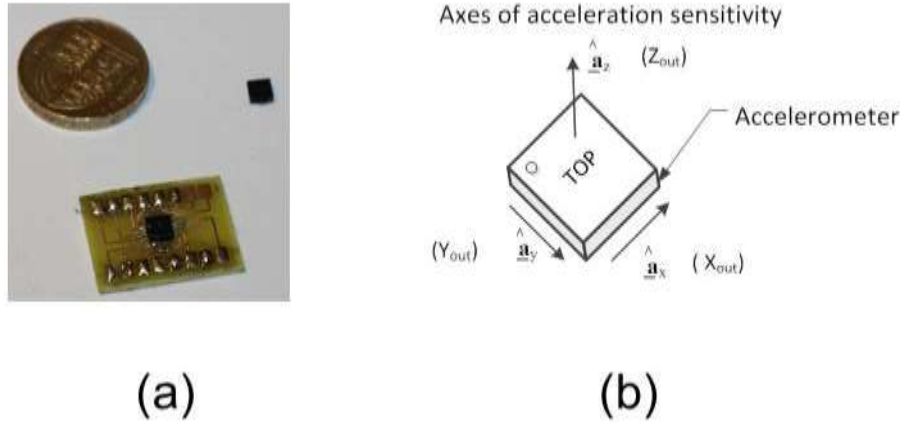 Axes of acceleration sensitivity
â̲z (Zout)
Accelerometer
TOP
(Yout) â̲y
â̲x ( Xout)
(a) (b)